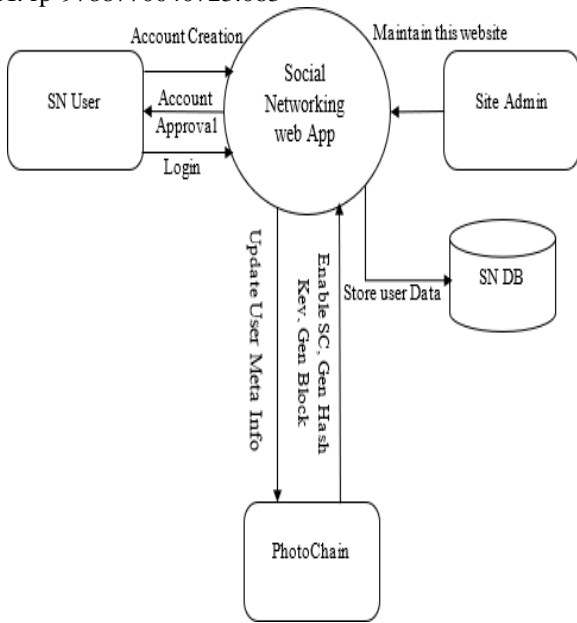 Account Creation
Maintain this website
SN User
Account
Approval
Login
Social
Networking
web App
Site Admin
Store user Data
SN DB
Update User Meta Info
Enable SC, Gen Hash
Kev. Gen Block
PhotoChain